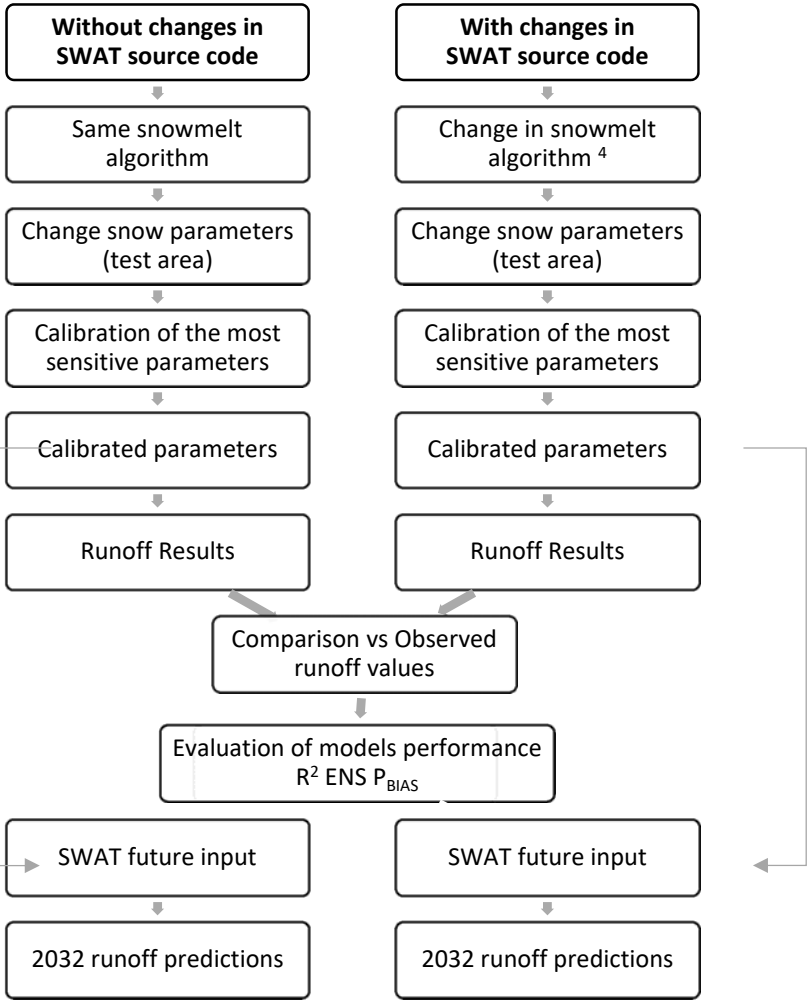 Without changes in
SWAT source code
With changes in
SWAT source code
Same snowmelt
algorithm
Change in snowmelt
algorithm ⁴
Change snow parameters
(test area)
Change snow parameters
(test area)
Calibration of the most
sensitive parameters
Calibration of the most
sensitive parameters
Calibrated parameters
Calibrated parameters
Runoff Results
Runoff Results
Comparison vs Observed
runoff values
Evaluation of models performance
R² ENS PBIAS
SWAT future input
SWAT future input
2032 runoff predictions
2032 runoff predictions